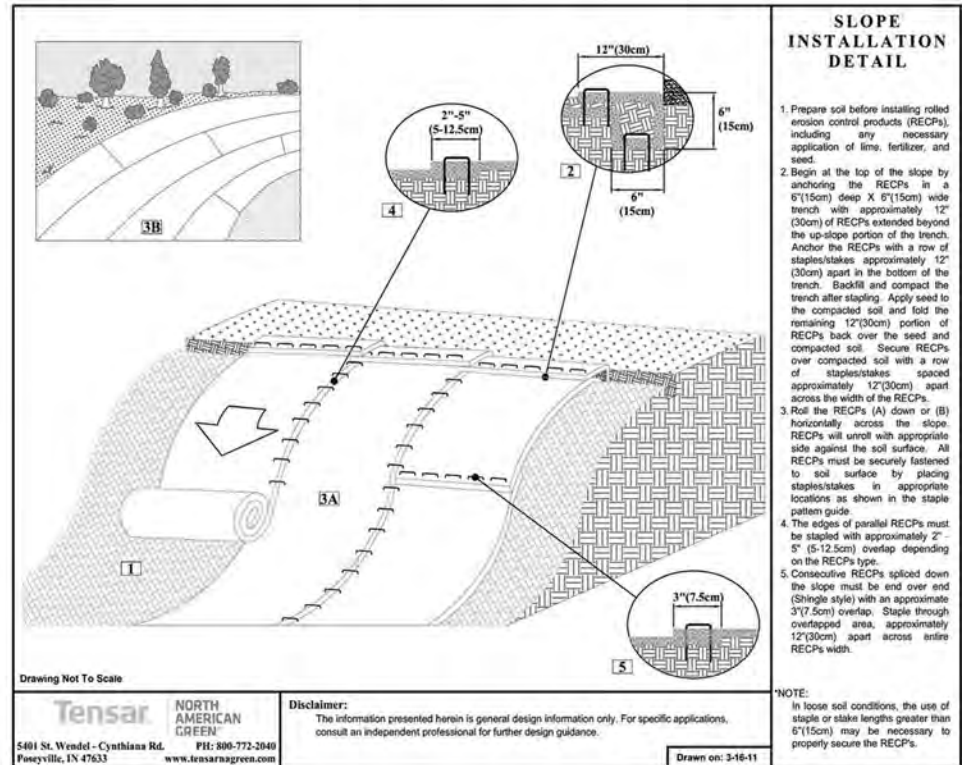 SLOPE
INSTALLATION
DETAIL
1. Prepare soil before installing rolled
erosion control products (RECPs),
including any necessary
application of lime, fertilizer, and
seed.
2. Begin at the top of the slope by
anchoring the RECPs in a
6"(15cm) deep X 6"(15cm) wide
trench with approximately 12"
(30cm) of RECPs extended beyond
the up-slope portion of the trench.
Anchor the RECPs with a row of
staples/stakes approximately 12"
(30cm) apart in the bottom of the
trench. Backfill and compact the
trench after stapling. Apply seed to
the compacted soil and fold the
remaining 12"(30cm) portion of
RECPs back over the seed and
compacted soil. Secure RECPs
over compacted soil with a row
of staples/stakes spaced
approximately 12"(30cm) apart
across the width of the RECPs.
3. Roll the RECPs (A) down or (B)
horizontally across the slope.
RECPs will unroll with appropriate
side against the soil surface. All
RECPs must be securely fastened
to soil surface by placing
staples/stakes in appropriate
locations as shown in the staple
pattern guide.
4. The edges of parallel RECPs must
be stapled with approximately 2" -
5" (5-12.5cm) overlap depending
on the RECPs type.
5. Consecutive RECPs spliced down
the slope must be end over end
(Shingle style) with an approximate
3"(7.5cm) overlap. Staple through
overlapped area, approximately
12"(30cm) apart across entire
RECPs width.
*NOTE:
In loose soil conditions, the use of
staple or stake lengths greater than
6"(15cm) may be necessary to
properly secure the RECP's.
3B
2"-5"
(5-12.5cm)
4
12"(30cm)
6"
(15cm)
2
6"
(15cm)
3A
1
3"(7.5cm)
5
Drawing Not To Scale
Tensar
NORTH
AMERICAN
GREEN
5401 St. Wendel - Cynthiana Rd. PH: 800-772-2040
Poseyville, IN 47633 www.tensarnagreen.com
Disclaimer:
The information presented herein is general design information only. For specific applications,
consult an independent professional for further design guidance.
Drawn on: 3-16-11